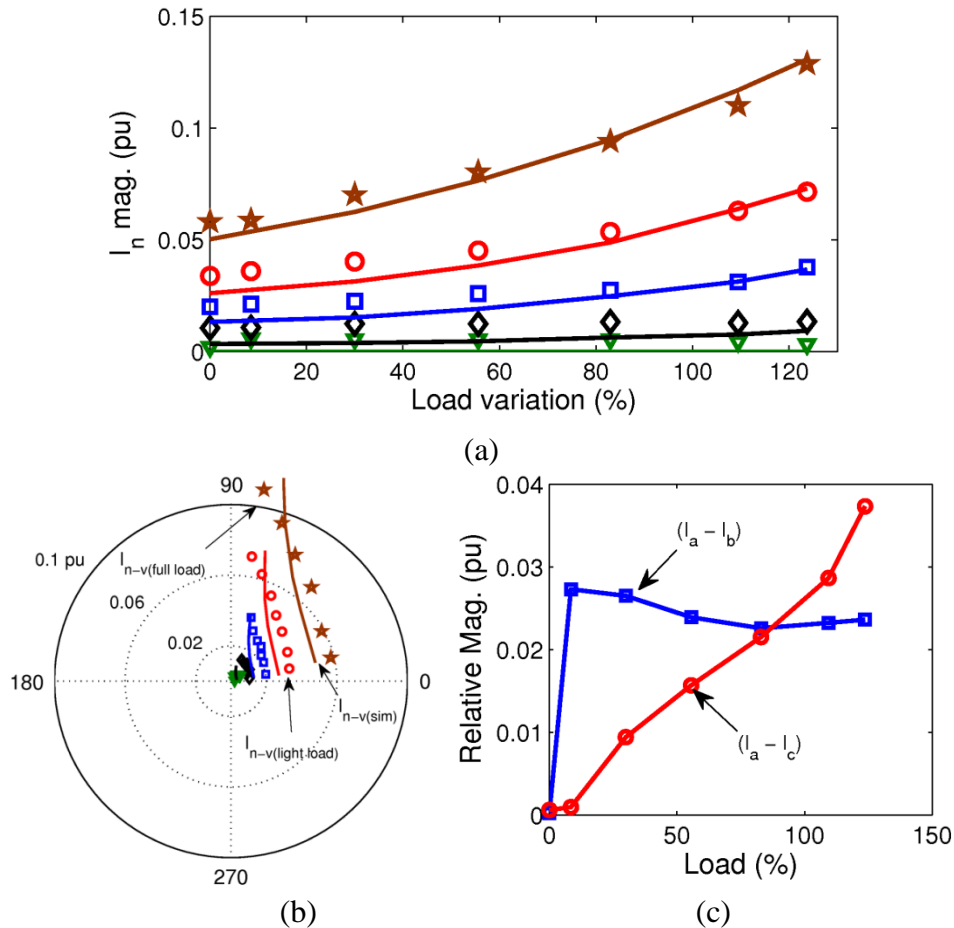 0.15
0.1
0.05
0
I_n mag. (pu)
0 20 40 60 80 100 120
Load variation (%)
(a)
90
0.1 pu
I_n−v(full load)
0.06
0.02
180
0
I_n−v(sim)
I_n−v(light load)
270
(b)
0.04
0.03
0.02
0.01
0
Relative Mag. (pu)
(I_a − I_b)
(I_a − I_c)
0 50 100 150
Load (%)
(c)